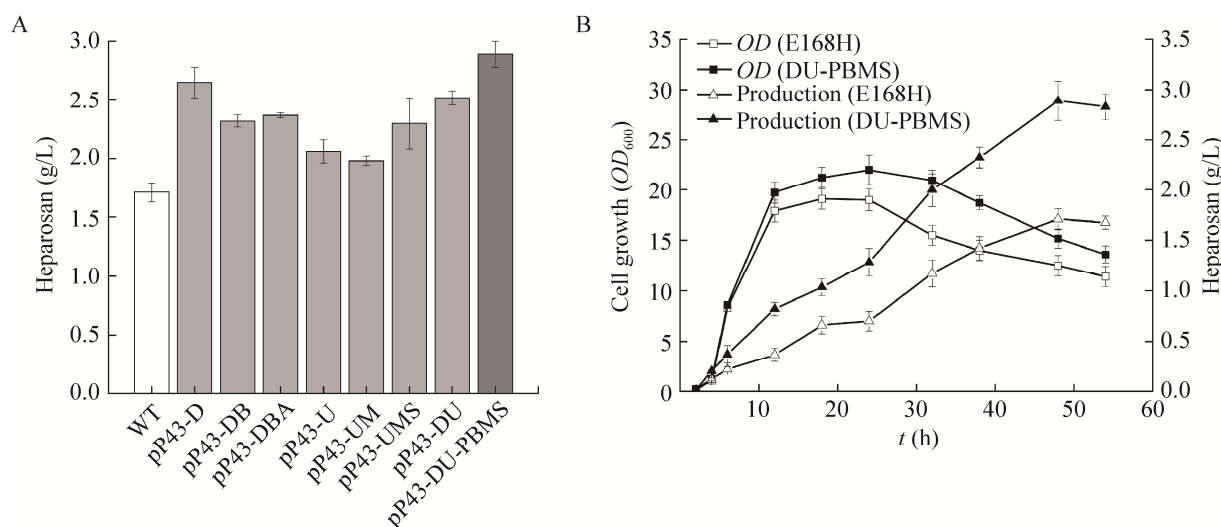 A
Heparosan (g/L)
3.0
2.5
2.0
1.5
1.0
0.5
0.0
WT
pP43-D
pP43-DB
pP43-DBA
pP43-U
pP43-UM
pP43-UMS
pP43-DU
pP43-DU-PBMS
B
OD (E168H)
OD (DU-PBMS)
Production (E168H)
Production (DU-PBMS)
Cell growth (OD600)
35
30
25
20
15
10
5
0
3.5
3.0
2.5
2.0
1.5
1.0
0.5
0.0
Heparosan (g/L)
10
20
30
40
50
60
t (h)